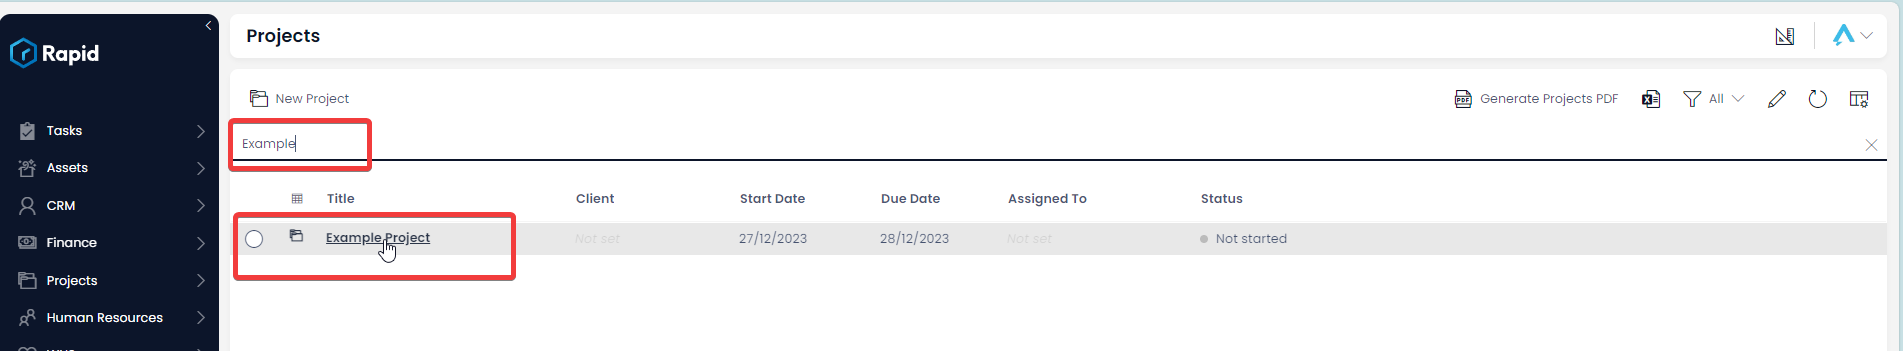 Rapid
Tasks
Assets
CRM
Finance
Projects
Human Resources
Projects
New Project
PDF Generate Projects PDF
All
Example
Title Client Start Date Due Date Assigned To Status
Example Project Not set 27/12/2023 28/12/2023 Not set Not started